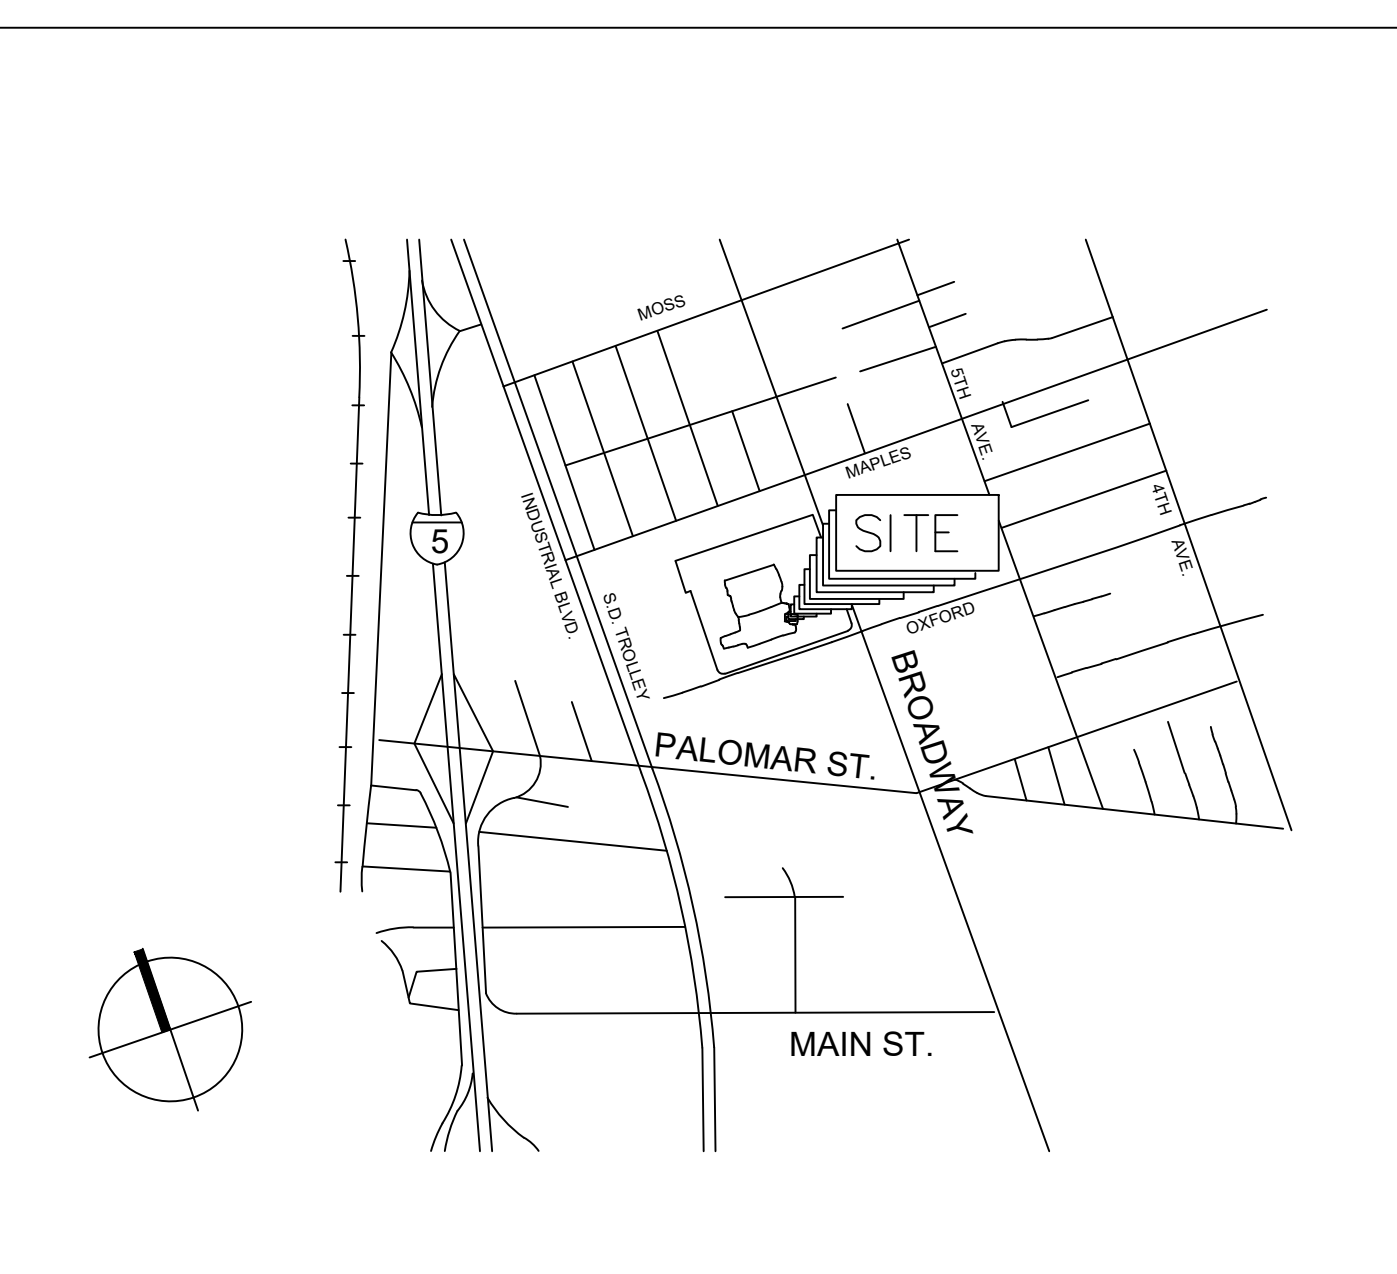 MOSS
5TH AVE.
MAPLES
4TH AVE.
SITE
5
INDUSTRIAL BLVD.
S.D. TROLLEY
OXFORD
BROADWAY
PALOMAR ST.
MAIN ST.